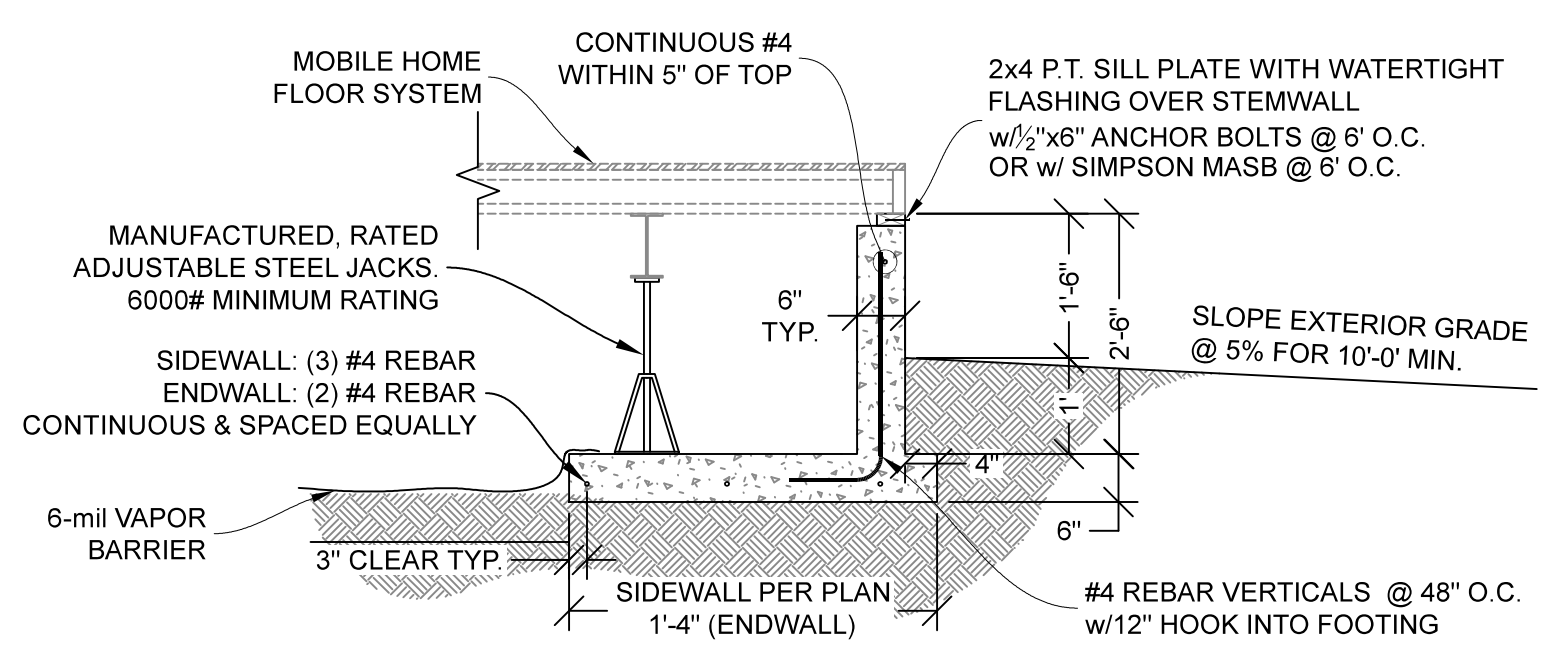 MOBILE HOME
FLOOR SYSTEM
CONTINUOUS #4
WITHIN 5" OF TOP
2x4 P.T. SILL PLATE WITH WATERTIGHT
FLASHING OVER STEMWALL
w/½"x6" ANCHOR BOLTS @ 6' O.C.
OR w/ SIMPSON MASB @ 6' O.C.
MANUFACTURED, RATED
ADJUSTABLE STEEL JACKS.
6000# MINIMUM RATING
6"
TYP.
1'-6"
2'-6"
SLOPE EXTERIOR GRADE
@ 5% FOR 10'-0' MIN.
SIDEWALL: (3) #4 REBAR
ENDWALL: (2) #4 REBAR
CONTINUOUS & SPACED EQUALLY
1'
4"
6-mil VAPOR
BARRIER
6"
3" CLEAR TYP.
SIDEWALL PER PLAN
1'-4" (ENDWALL)
#4 REBAR VERTICALS @ 48" O.C.
w/12" HOOK INTO FOOTING